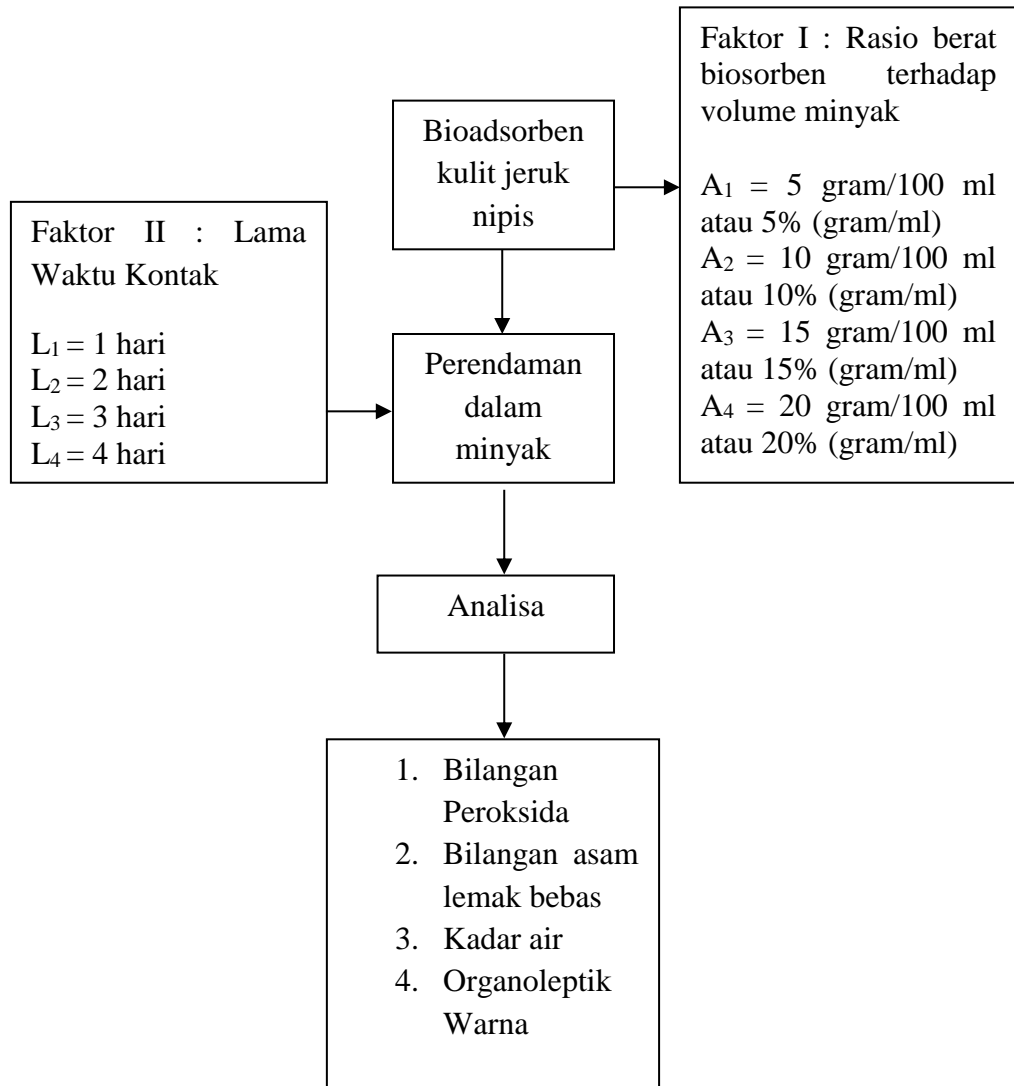 Faktor I : Rasio berat
biosorben terhadap
volume minyak
A₁ = 5 gram/100 ml
atau 5% (gram/ml)
A₂ = 10 gram/100 ml
atau 10% (gram/ml)
A₃ = 15 gram/100 ml
atau 15% (gram/ml)
A₄ = 20 gram/100 ml
atau 20% (gram/ml)
Bioadsorben
kulit jeruk
nipis
Faktor II : Lama
Waktu Kontak
L₁ = 1 hari
L₂ = 2 hari
L₃ = 3 hari
L₄ = 4 hari
Perendaman
dalam
minyak
Analisa
1. Bilangan
Peroksida
2. Bilangan asam
lemak bebas
3. Kadar air
4. Organoleptik
Warna